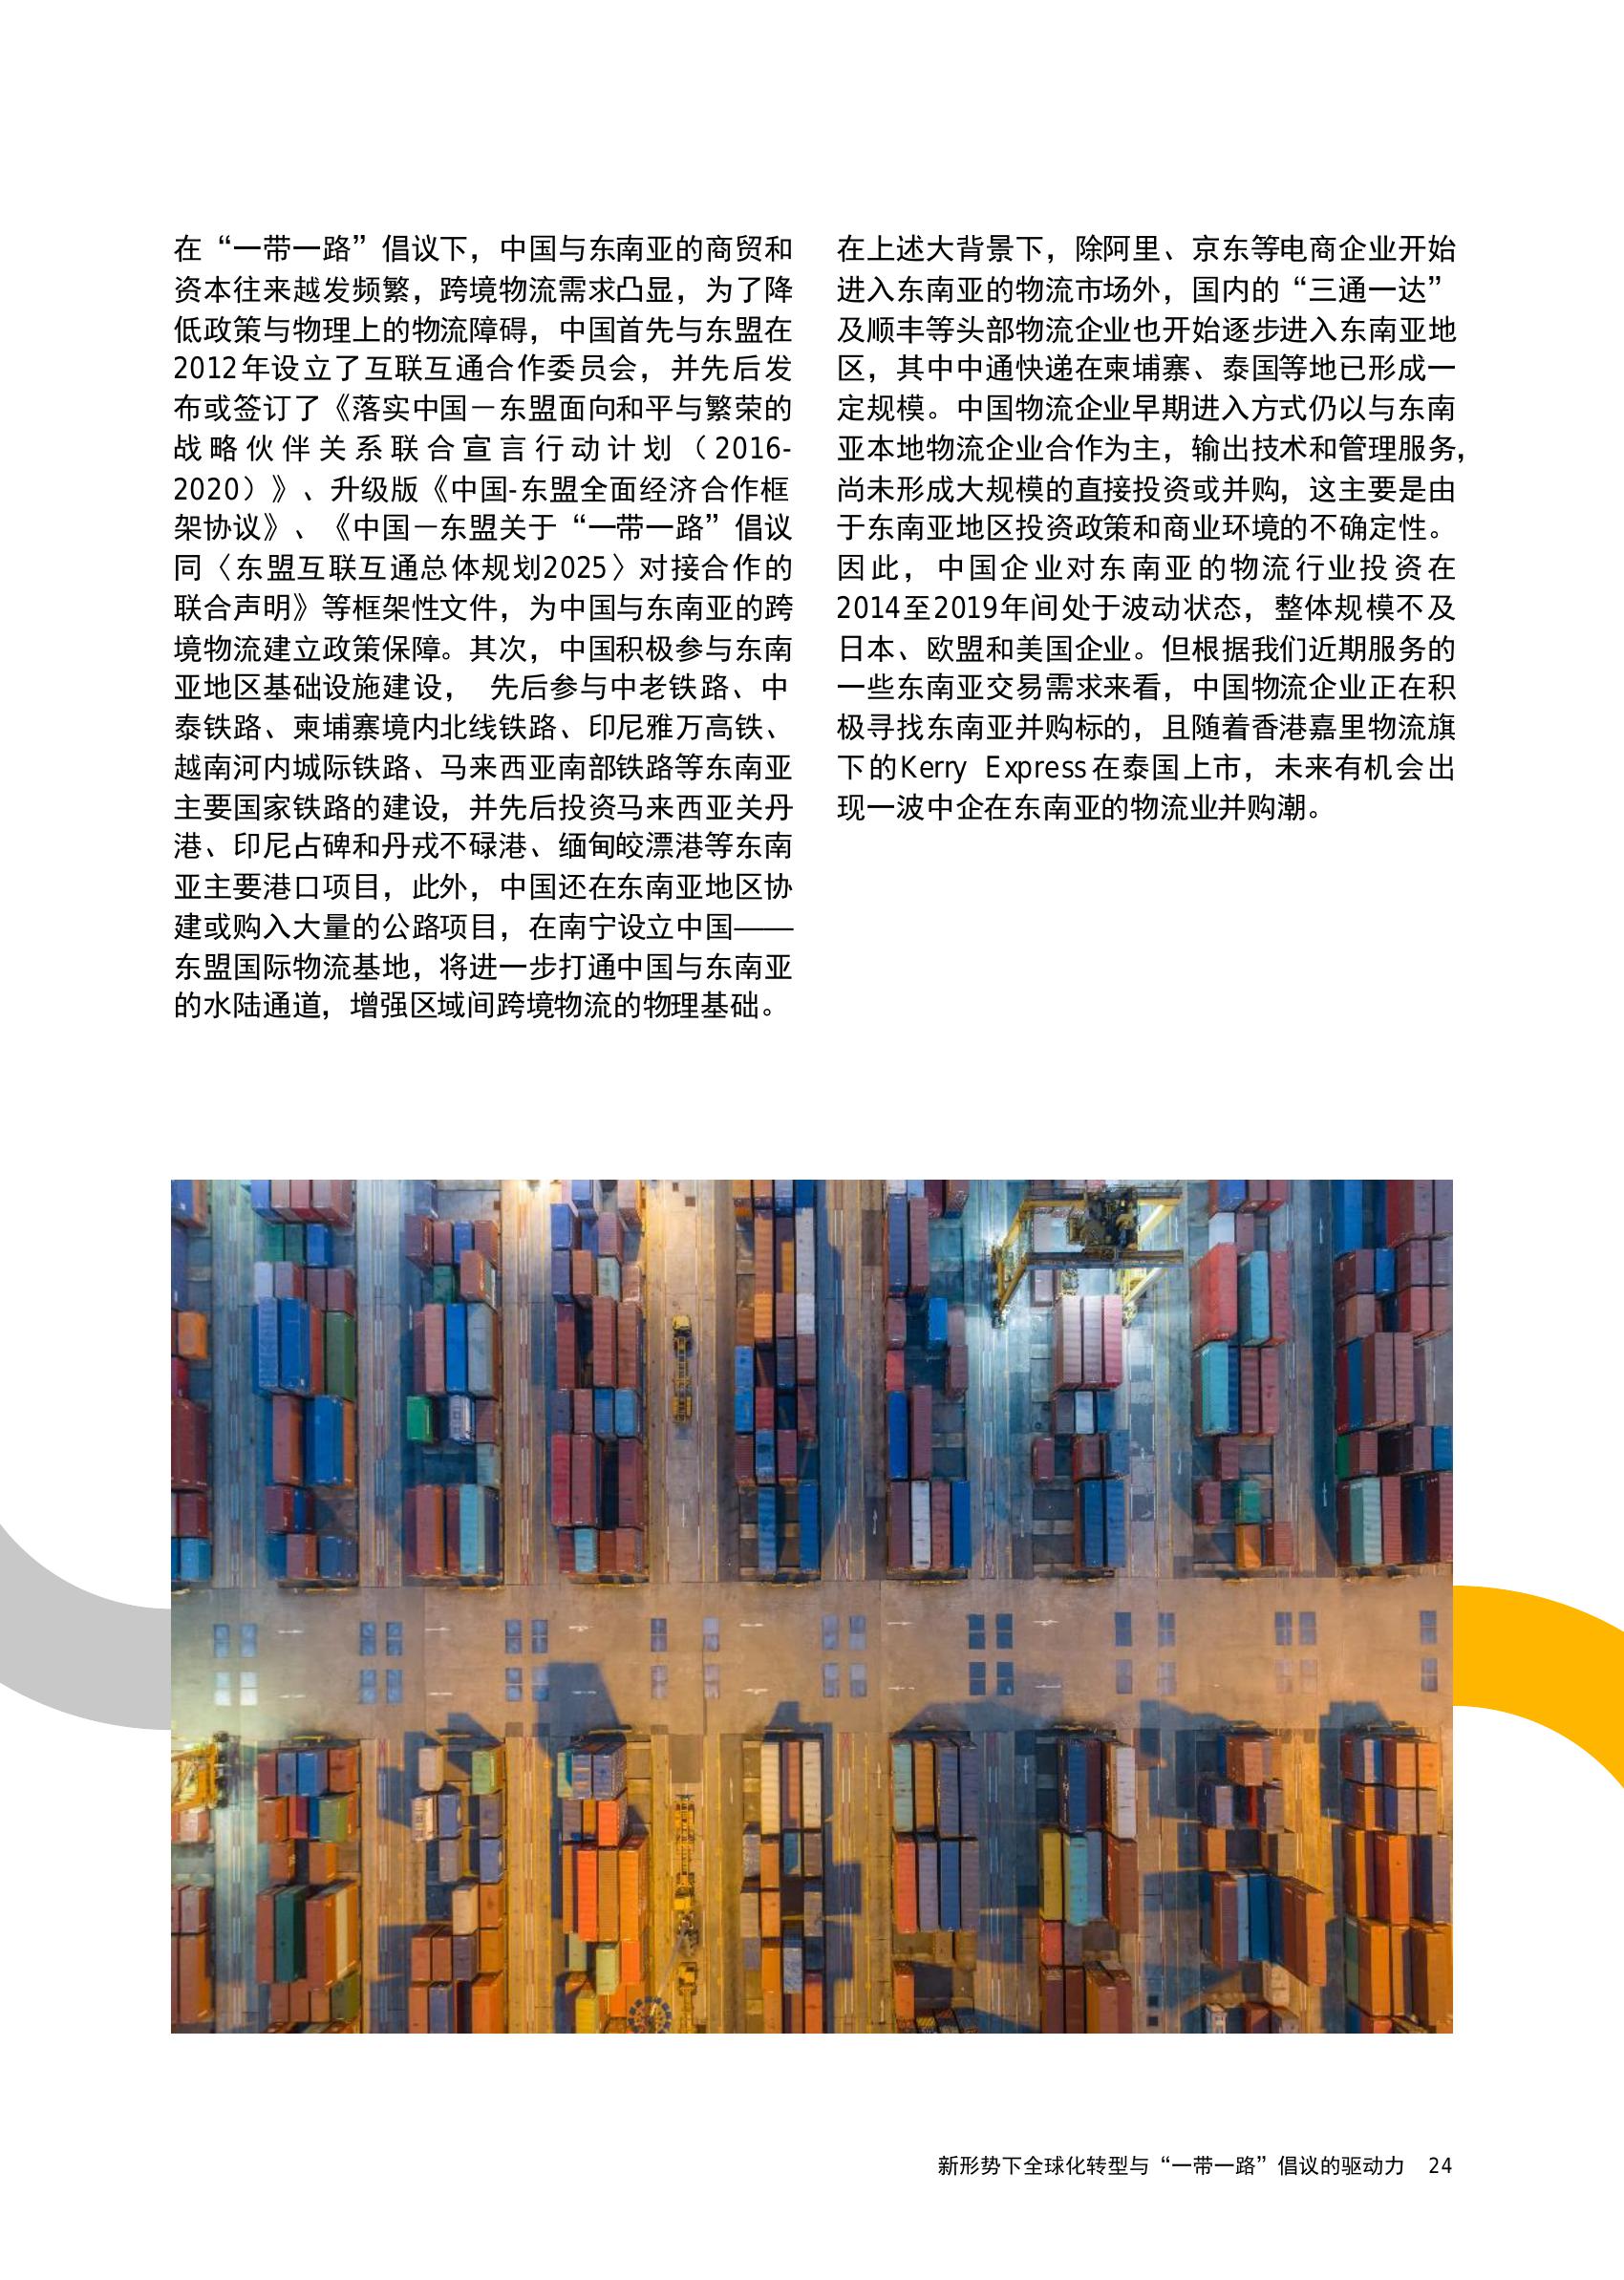 在“一带一路”倡议下，中国与东南亚的商贸和
资本往来越发频繁，跨境物流需求凸显，为了降
低政策与物理上的物流障碍，中国首先与东盟在
2012年设立了互联互通合作委员会，并先后发
布或签订了《落实中国－东盟面向和平与繁荣的
战略伙伴关系联合宣言行动计划（2016-
2020）》、升级版《中国-东盟全面经济合作框
架协议》、《中国－东盟关于“一带一路”倡议
同〈东盟互联互通总体规划2025〉对接合作的
联合声明》等框架性文件，为中国与东南亚的跨
境物流建立政策保障。其次，中国积极参与东南
亚地区基础设施建设， 先后参与中老铁路、中
泰铁路、柬埔寨境内北线铁路、印尼雅万高铁、
越南河内城际铁路、马来西亚南部铁路等东南亚
主要国家铁路的建设，并先后投资马来西亚关丹
港、印尼占碑和丹戎不碌港、缅甸皎漂港等东南
亚主要港口项目，此外，中国还在东南亚地区协
建或购入大量的公路项目，在南宁设立中国——
东盟国际物流基地，将进一步打通中国与东南亚
的水陆通道，增强区域间跨境物流的物理基础。
在上述大背景下，除阿里、京东等电商企业开始
进入东南亚的物流市场外，国内的“三通一达”
及顺丰等头部物流企业也开始逐步进入东南亚地
区，其中中通快递在柬埔寨、泰国等地已形成一
定规模。中国物流企业早期进入方式仍以与东南
亚本地物流企业合作为主，输出技术和管理服务，
尚未形成大规模的直接投资或并购，这主要是由
于东南亚地区投资政策和商业环境的不确定性。
因此，中国企业对东南亚的物流行业投资在
2014至2019年间处于波动状态，整体规模不及
日本、欧盟和美国企业。但根据我们近期服务的
一些东南亚交易需求来看，中国物流企业正在积
极寻找东南亚并购标的，且随着香港嘉里物流旗
下的Kerry Express在泰国上市，未来有机会出
现一波中企在东南亚的物流业并购潮。
新形势下全球化转型与“一带一路”倡议的驱动力 24